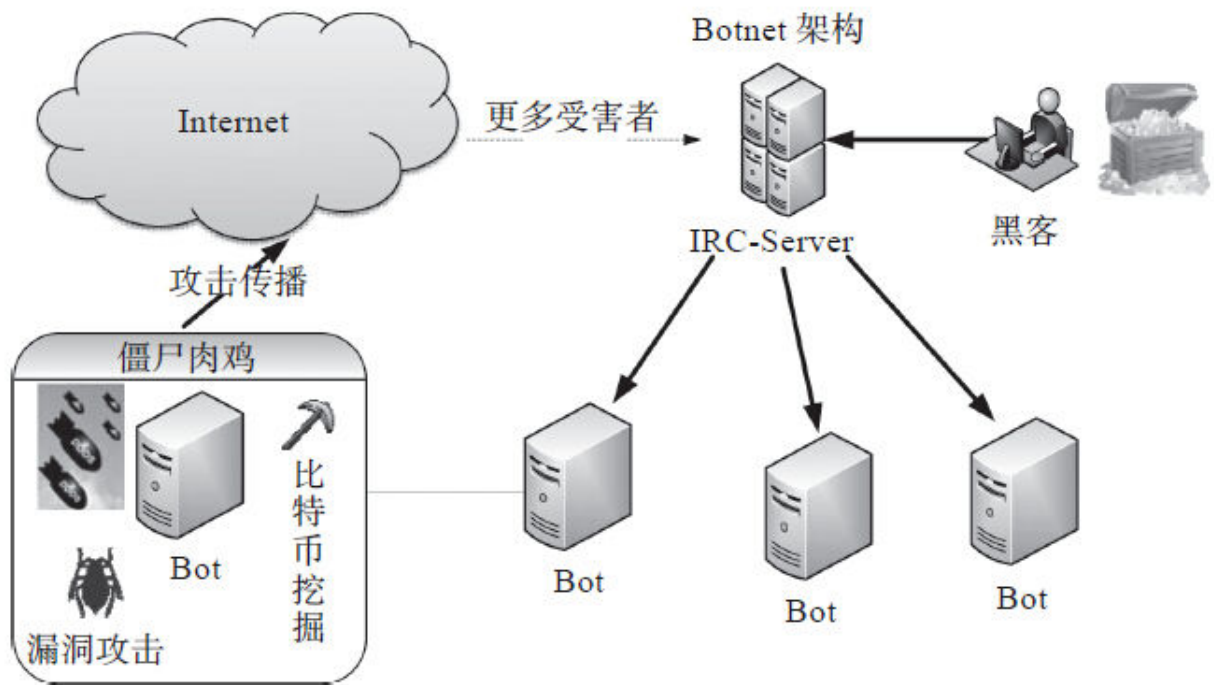 Botnet 架构
Internet
更多受害者
IRC-Server
黑客
攻击传播
僵尸肉鸡
Bot
比特币挖掘
漏洞攻击
Bot
Bot
Bot